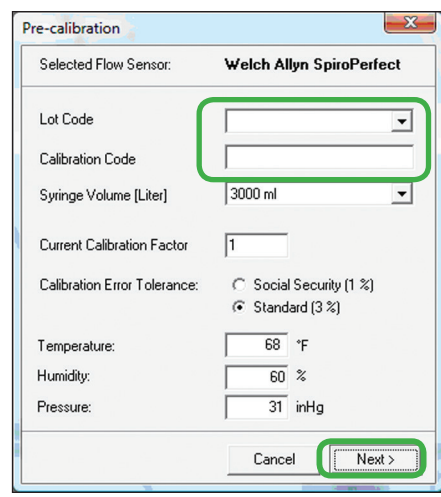 Pre-calibration
Selected Flow Sensor: Welch Allyn SpiroPerfect
Lot Code
Calibration Code
Syringe Volume [Liter] 3000 ml
Current Calibration Factor 1
Calibration Error Tolerance: Social Security (1 %)
Standard (3 %)
Temperature: 68 °F
Humidity: 60 %
Pressure: 31 inHg
Cancel Next >